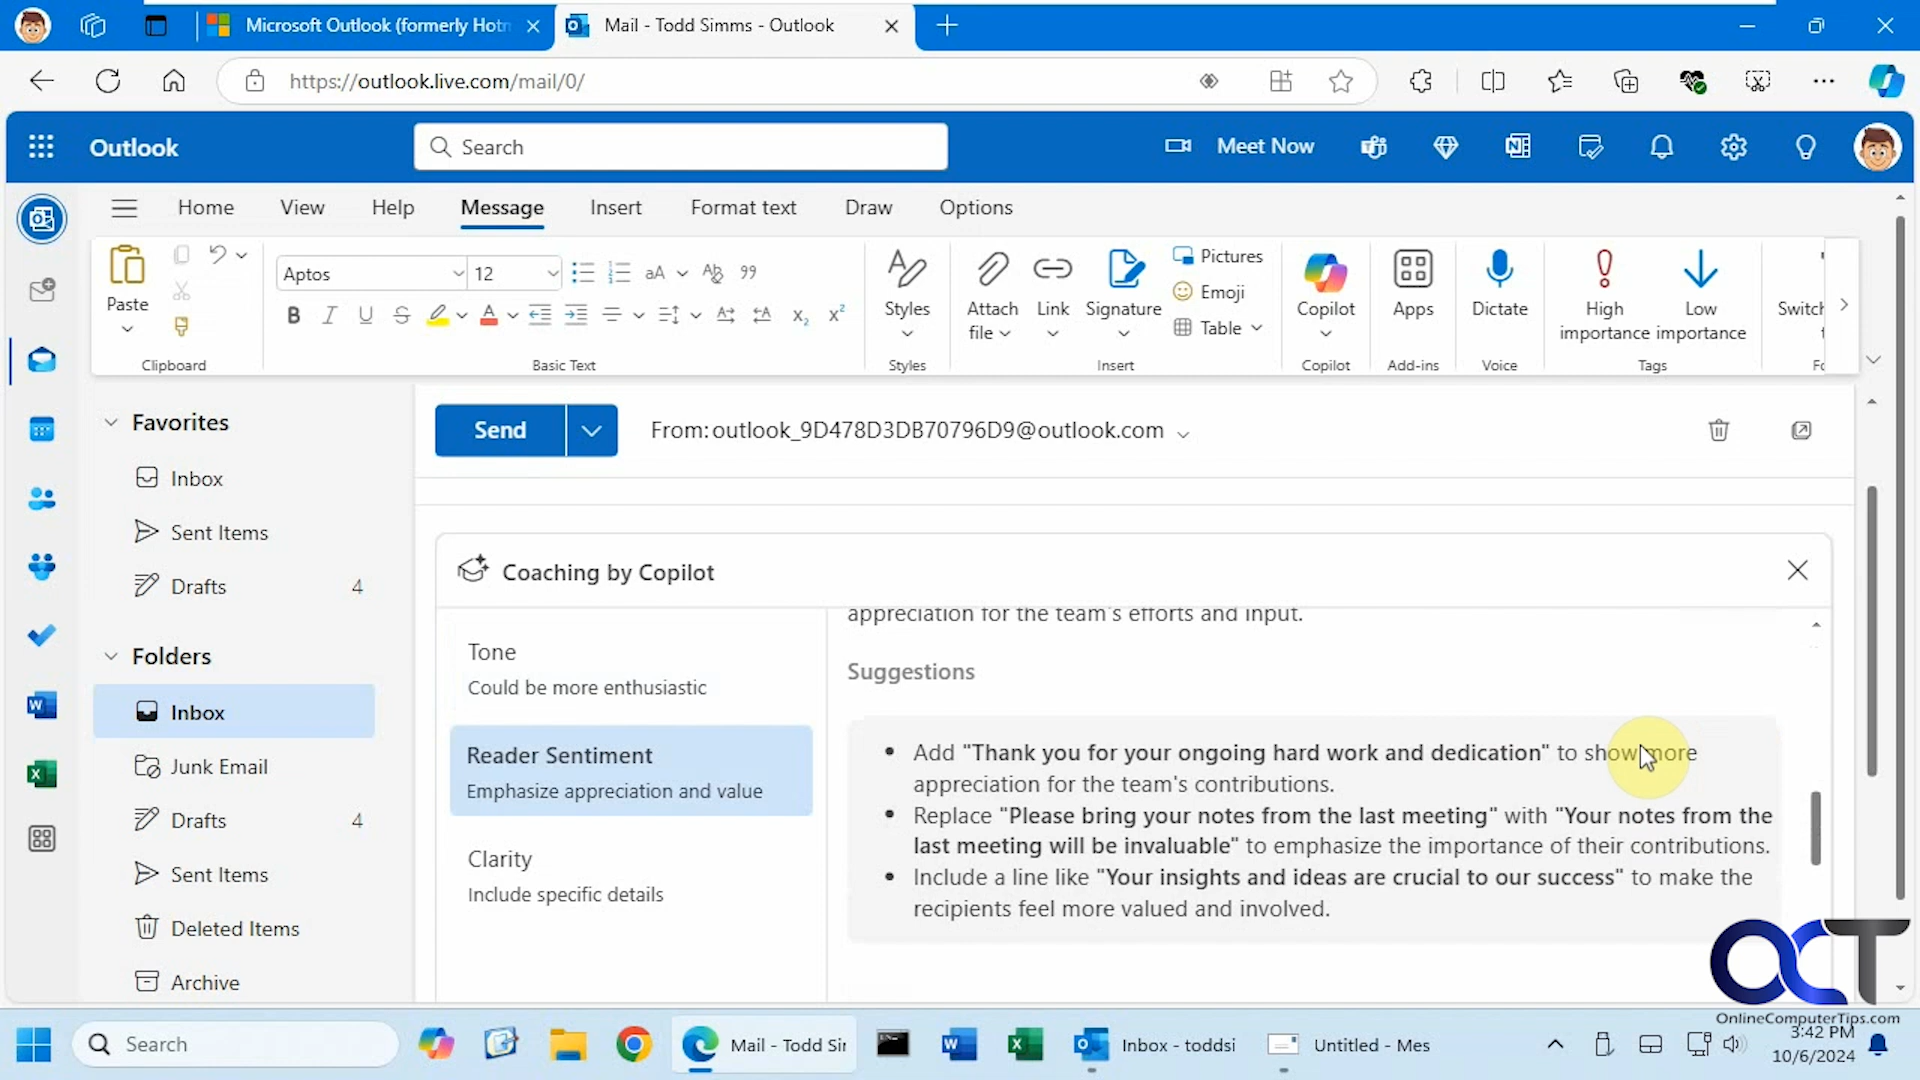 Microsoft Outlook (formerly Hotm
Mail - Todd Simms - Outlook
https://outlook.live.com/mail/0/
Outlook
Search
Meet Now
Home
View
Help
Message
Insert
Format text
Draw
Options
Paste
Clipboard
Aptos
12
Basic Text
Styles
Styles
Attach file
Link
Signature
Pictures
Emoji
Table
Insert
Copilot
Copilot
Apps
Add-ins
Dictate
Voice
High importance
Low importance
Tags
Switch
Favorites
Inbox
Sent Items
Drafts 4
Folders
Inbox
Junk Email
Drafts 4
Sent Items
Deleted Items
Archive
Send
From: outlook_9D478D3DB70796D9@outlook.com
Coaching by Copilot
Tone
Could be more enthusiastic
Reader Sentiment
Emphasize appreciation and value
Clarity
Include specific details
appreciation for the team's efforts and input.
Suggestions
• Add "Thank you for your ongoing hard work and dedication" to show more
appreciation for the team's contributions.
• Replace "Please bring your notes from the last meeting" with "Your notes from the
last meeting will be invaluable" to emphasize the importance of their contributions.
• Include a line like "Your insights and ideas are crucial to our success" to make the
recipients feel more valued and involved.
OCT
OnlineComputerTips.com
Search
Mail - Todd Sir
Inbox - toddsi
Untitled - Mes
3:42 PM
10/6/2024